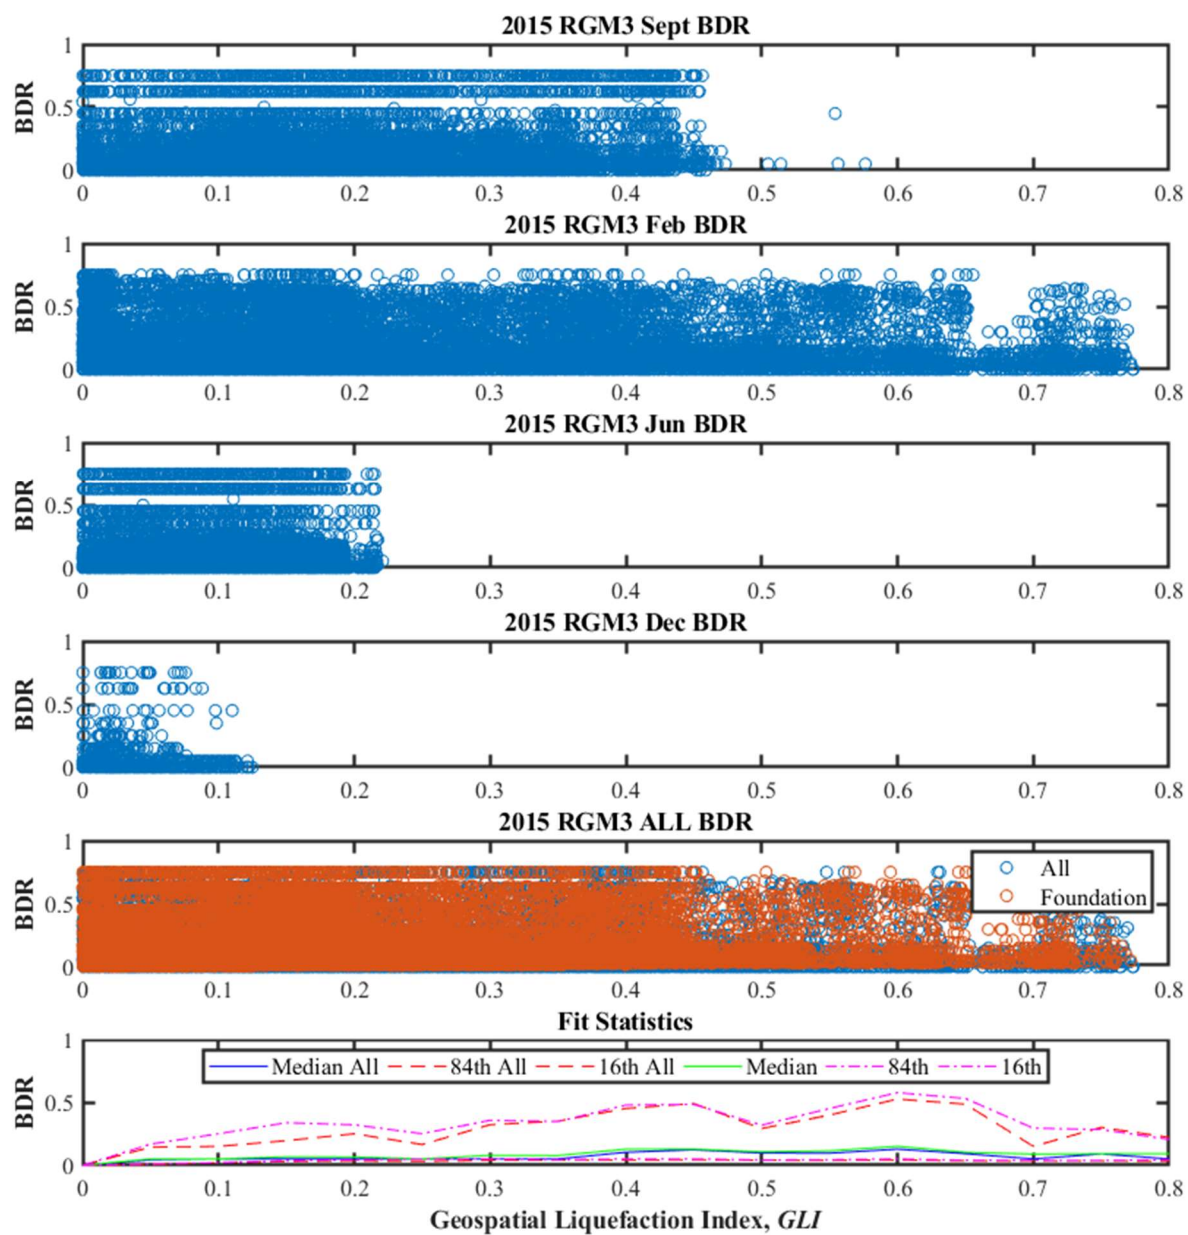 2015 RGM3 Sept BDR
1
0.5
0
BDR
0 0.1 0.2 0.3 0.4 0.5 0.6 0.7 0.8
2015 RGM3 Feb BDR
1
0.5
0
BDR
0 0.1 0.2 0.3 0.4 0.5 0.6 0.7 0.8
2015 RGM3 Jun BDR
1
0.5
0
BDR
0 0.1 0.2 0.3 0.4 0.5 0.6 0.7 0.8
2015 RGM3 Dec BDR
1
0.5
0
BDR
0 0.1 0.2 0.3 0.4 0.5 0.6 0.7 0.8
2015 RGM3 ALL BDR
1
0.5
0
BDR
All
Foundation
0 0.1 0.2 0.3 0.4 0.5 0.6 0.7 0.8
Fit Statistics
1
0.5
0
BDR
Median All 84th All 16th All Median 84th 16th
0 0.1 0.2 0.3 0.4 0.5 0.6 0.7 0.8
Geospatial Liquefaction Index, GLI